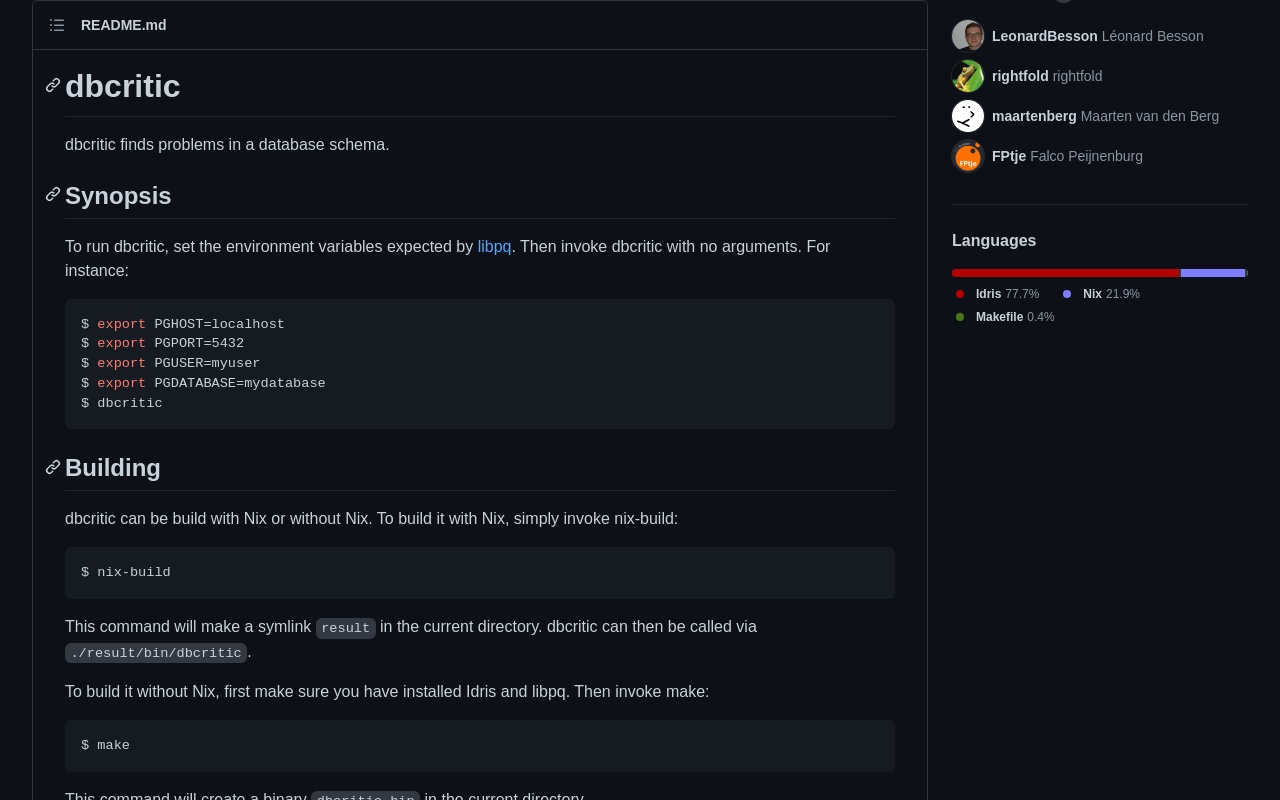 README.md
dbcritic
dbcritic finds problems in a database schema.
Synopsis
To run dbcritic, set the environment variables expected by libpq. Then invoke dbcritic with no arguments. For
instance:
$ export PGHOST=localhost
$ export PGPORT=5432
$ export PGUSER=myuser
$ export PGDATABASE=mydatabase
$ dbcritic
Building
dbcritic can be build with Nix or without Nix. To build it with Nix, simply invoke nix-build:
$ nix-build
This command will make a symlink result in the current directory. dbcritic can then be called via
./result/bin/dbcritic.
To build it without Nix, first make sure you have installed Idris and libpq. Then invoke make:
$ make
This command will create a binary dbcritic-bin in the current directory.
LeonardBesson Léonard Besson
rightfold rightfold
maartenberg Maarten van den Berg
FPtje
FPtje Falco Peijnenburg
Languages
Idris 77.7% Nix 21.9%
Makefile 0.4%